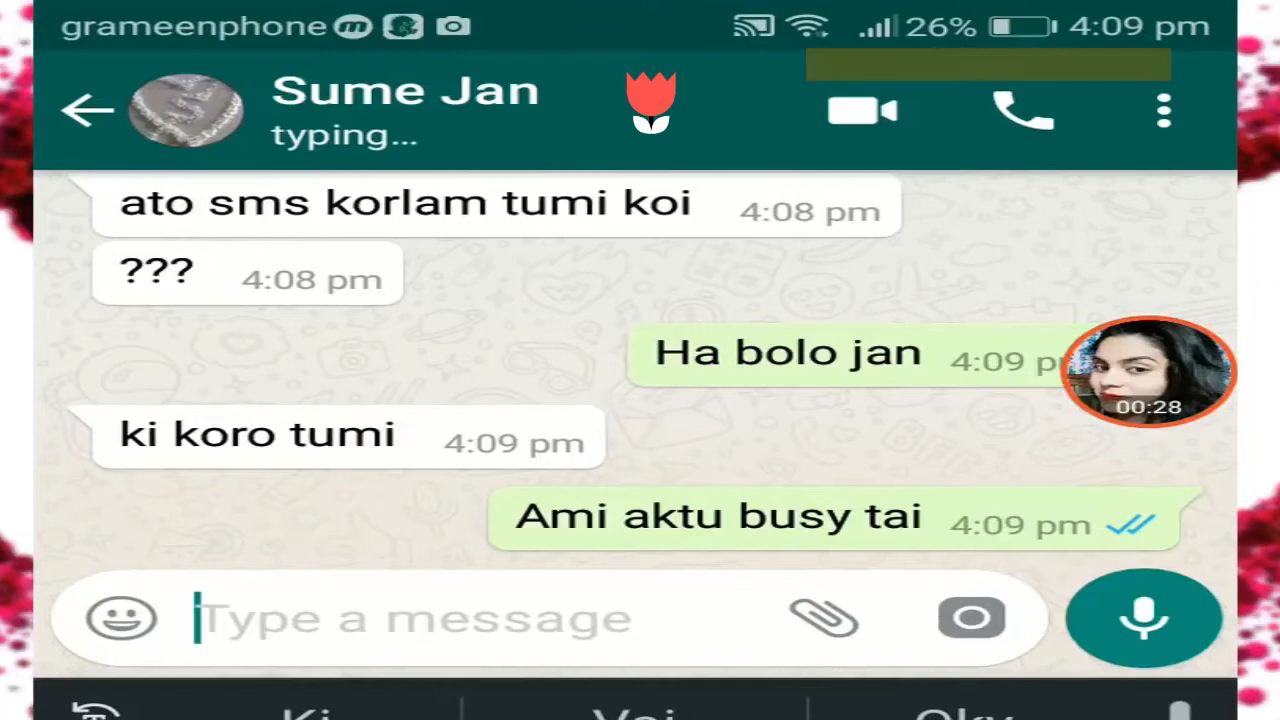 grameenphone 26% 4:09 pm
Sume Jan
typing...
ato sms korlam tumi koi 4:08 pm
??? 4:08 pm
Ha bolo jan 4:09
00:28
ki koro tumi 4:09 pm
Ami aktu busy tai 4:09 pm
Type a message